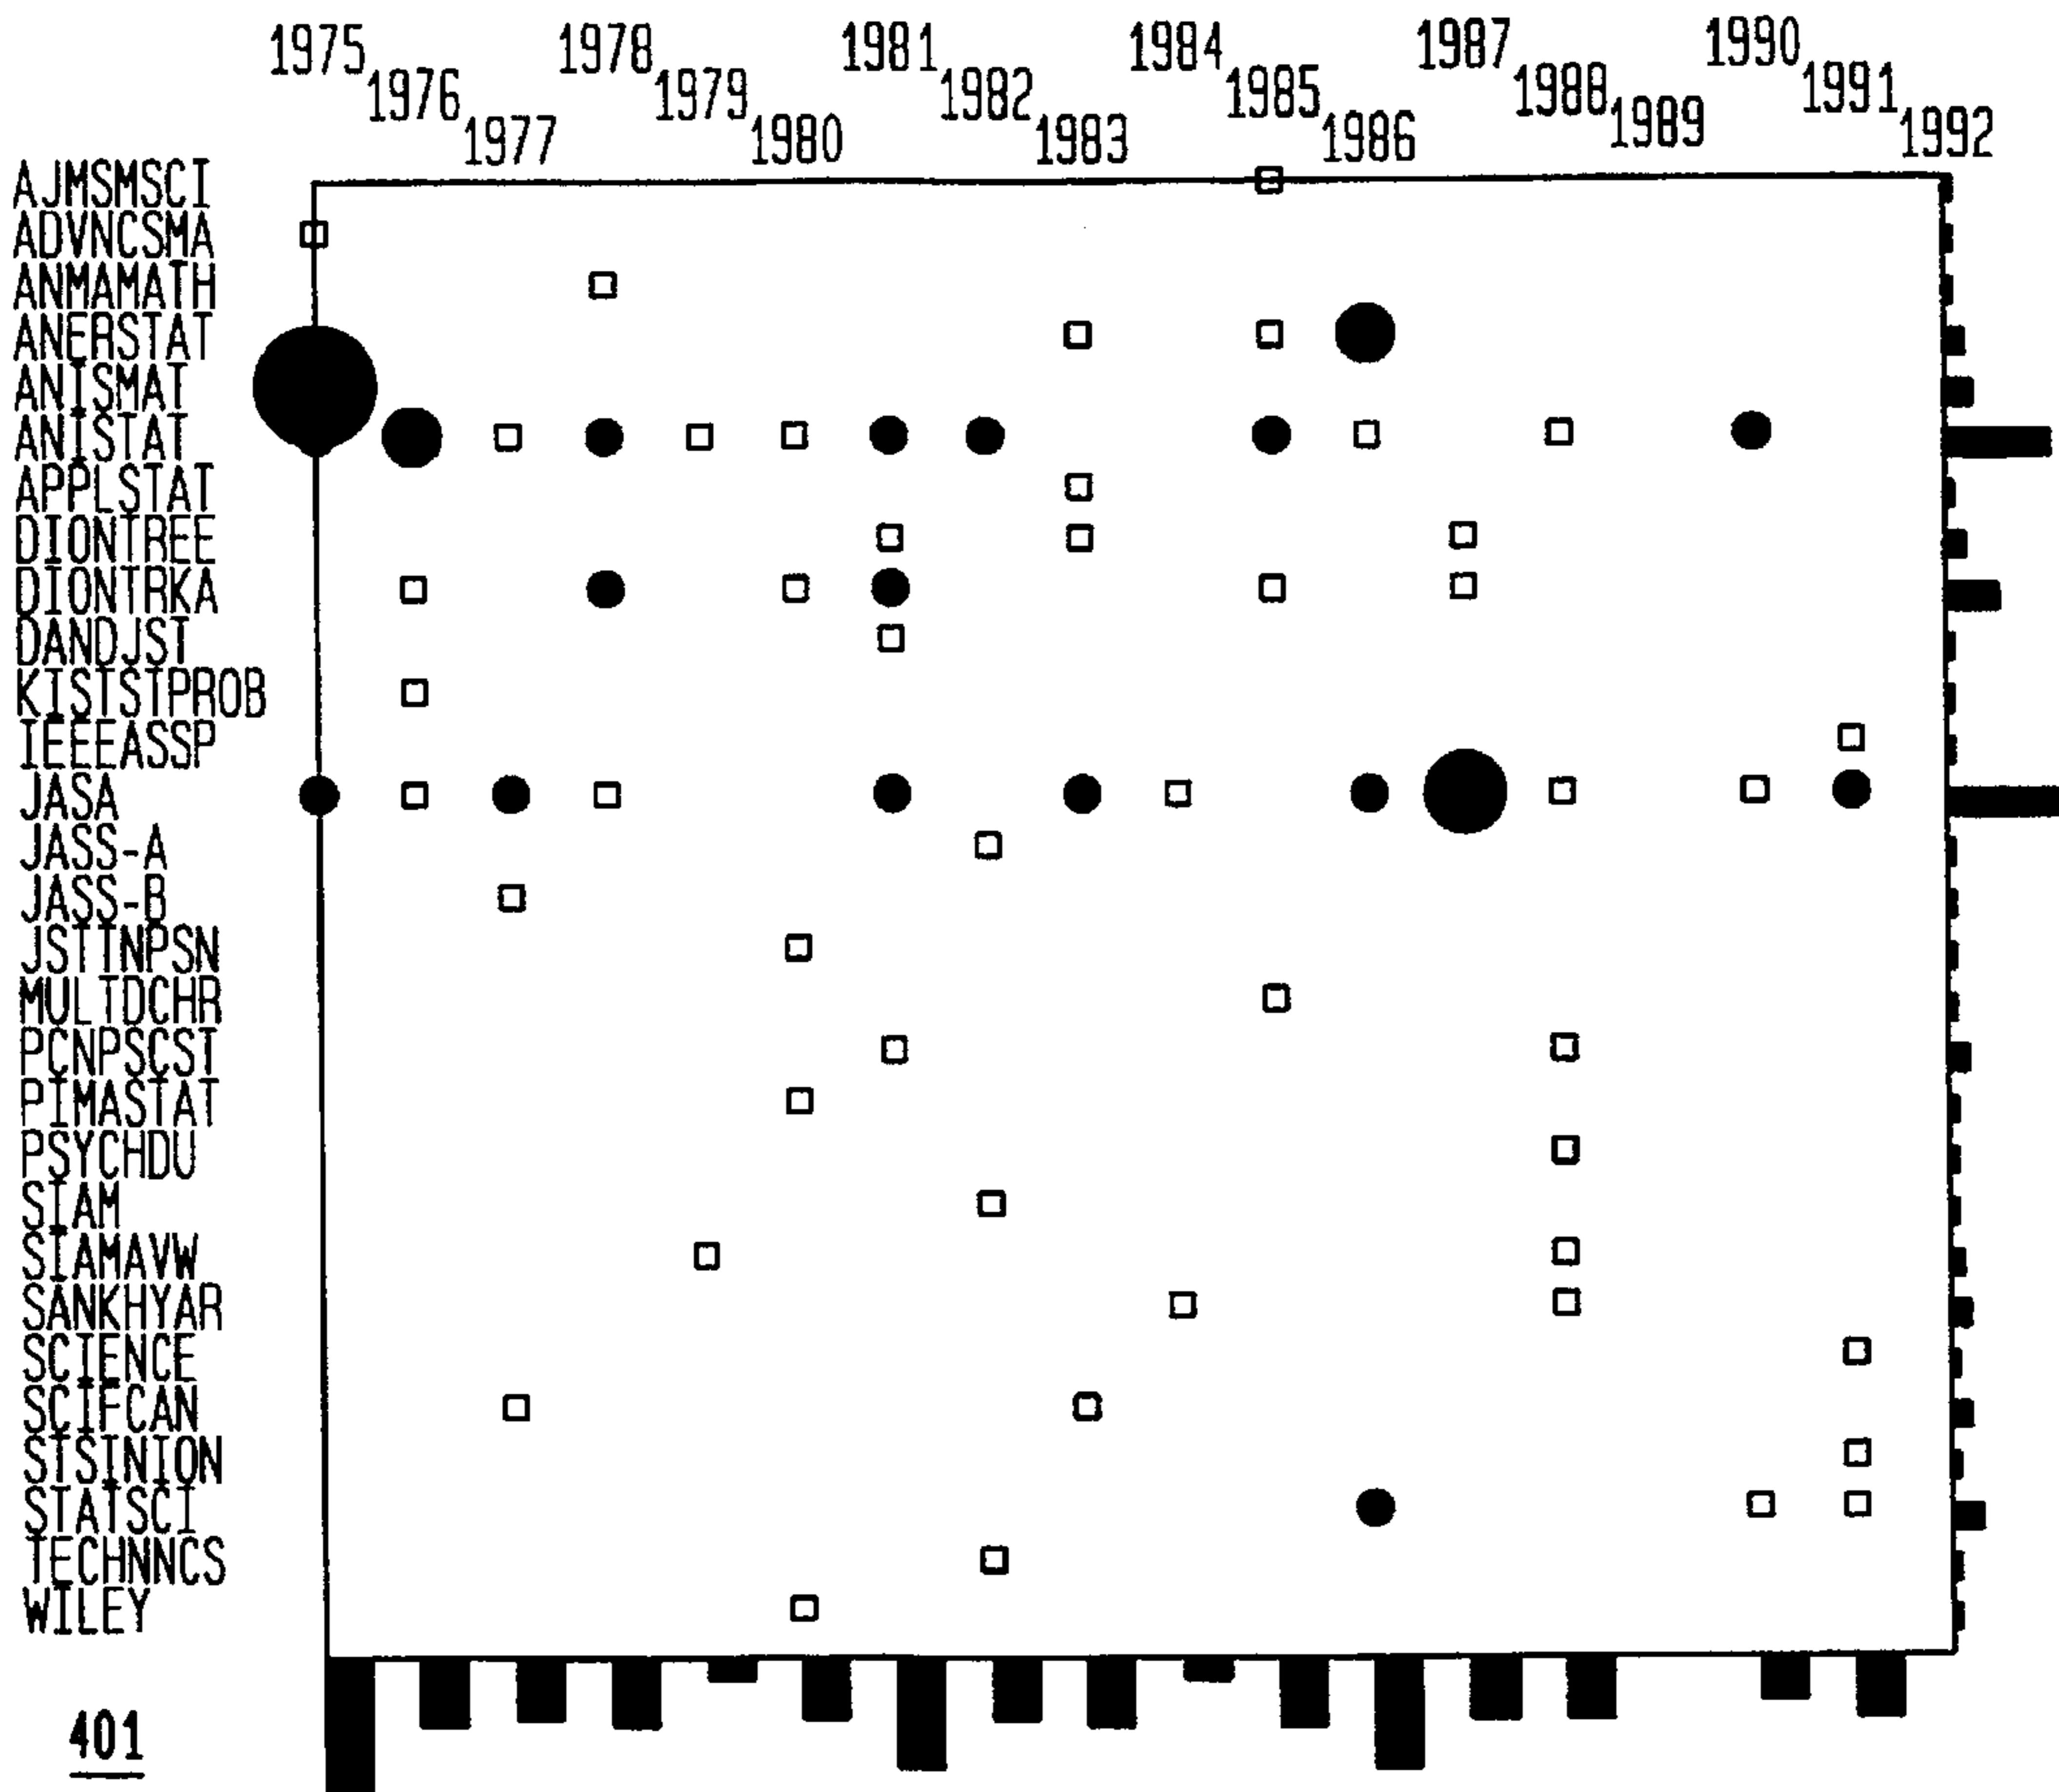 1975 1978 1981 1984 1987 1990
1976 1979 1982 1985 1988 1991
1977 1980 1983 1986 1989 1992
AJMSMSCI
ADVNCSMA
ANMAMATH
ANERSTAT
ANISMAT
ANISTAT
APPLSTAT
DIONTREE
DIONTRKA
DANDJST
KISTSTPROB
IEEEASSP
JASA
JASS-A
JASS-B
JSTTNPSN
MULTDCHR
PCNPSCST
PIMASTAT
PSYCHDU
SIAM
SIAMAVW
SANKHYAR
SCIENCE
SCIFCAN
STSINION
STATSCI
TECHNNCS
WILEY
401